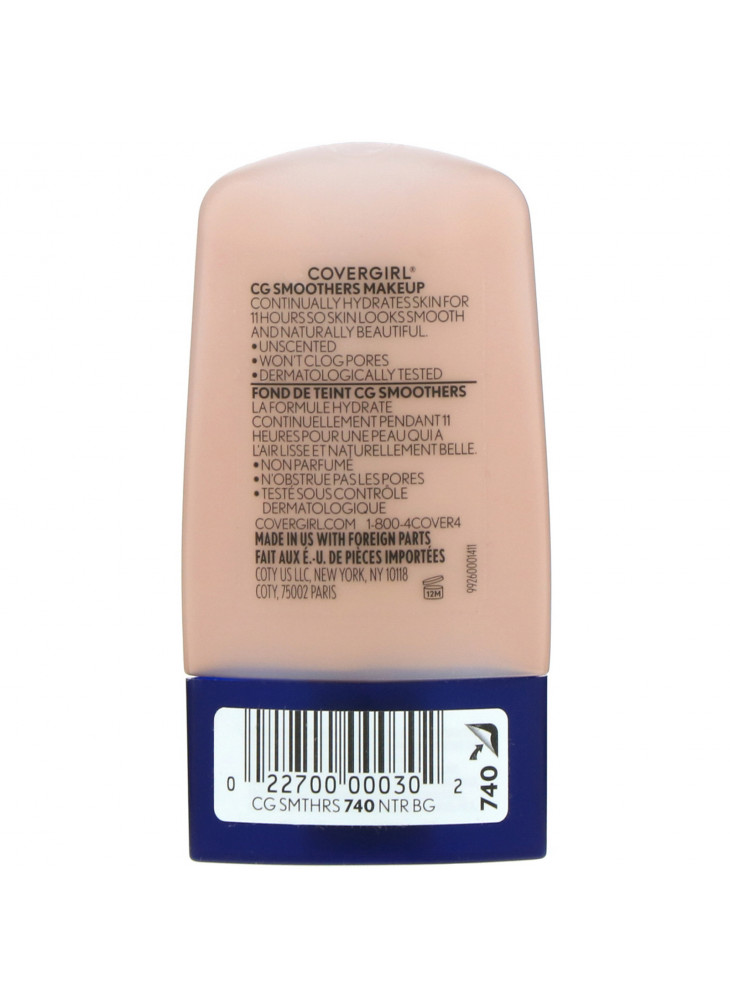 COVERGIRL®
CG SMOOTHERS MAKEUP
CONTINUALLY HYDRATES SKIN FOR
11 HOURS SO SKIN LOOKS SMOOTH
AND NATURALLY BEAUTIFUL.
• UNSCENTED
• WON'T CLOG PORES
• DERMATOLOGICALLY TESTED
FOND DE TEINT CG SMOOTHERS
LA FORMULE HYDRATE
CONTINUELLEMENT PENDANT 11
HEURES POUR UNE PEAU QUI A
L'AIR LISSE ET NATURELLEMENT BELLE.
• NON PARFUMÉ
• N'OBSTRUE PAS LES PORES
• TESTÉ SOUS CONTRÔLE
DERMATOLOGIQUE
COVERGIRL.COM 1-800-4COVER4
MADE IN US WITH FOREIGN PARTS
FAIT AUX É.-U. DE PIÈCES IMPORTÉES
COTY US LLC, NEW YORK, NY 10118
COTY, 75002 PARIS
12M
99260001411
0 22700 00030 2
CG SMTHRS 740 NTR BG
740